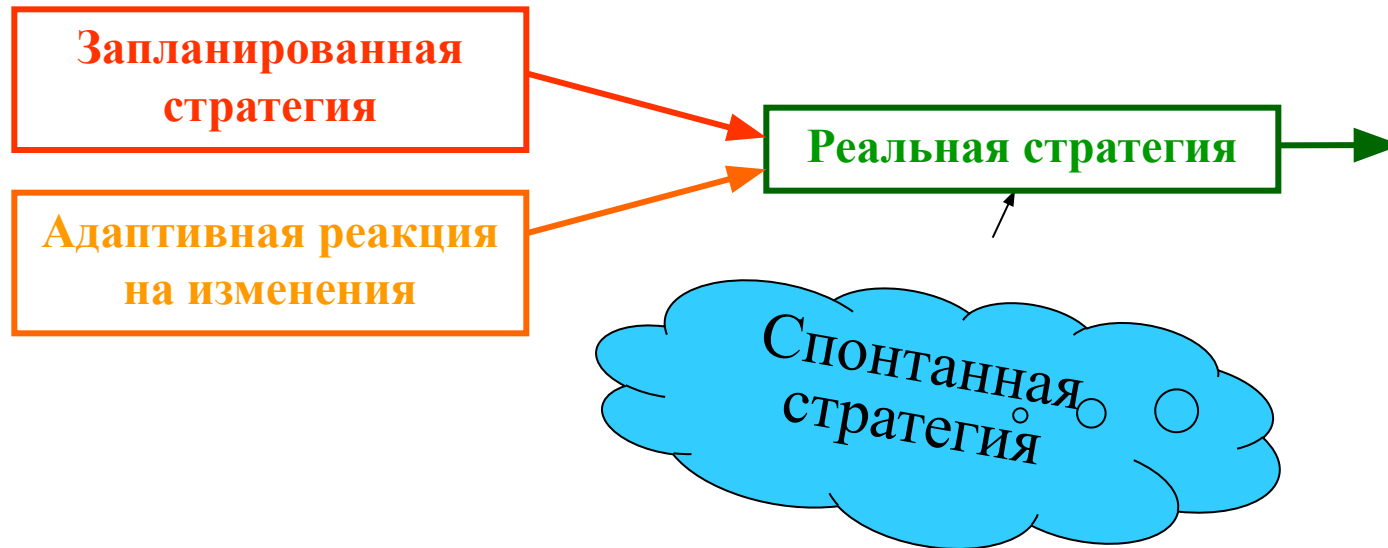 Запланированная
стратегия
Реальная стратегия
Адаптивная реакция
на изменения
Спонтанная
стратегия